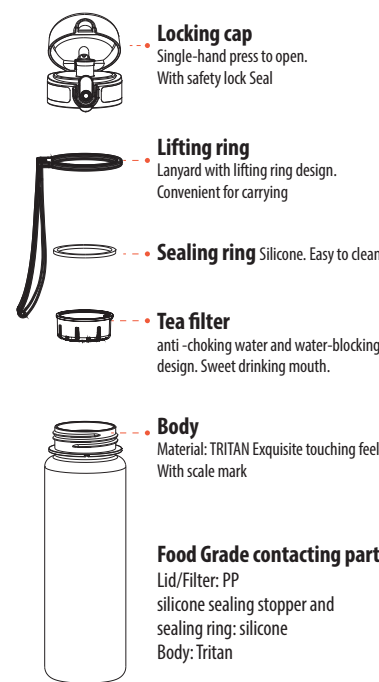 Locking cap
Single-hand press to open.
With safety lock Seal
Lifting ring
Lanyard with lifting ring design.
Convenient for carrying
Sealing ring Silicone. Easy to clean
Tea filter
anti -choking water and water-blocking
design. Sweet drinking mouth.
Body
Material: TRITAN Exquisite touching feel
With scale mark
Food Grade contacting part
Lid/Filter: PP
silicone sealing stopper and
sealing ring: silicone
Body: Tritan